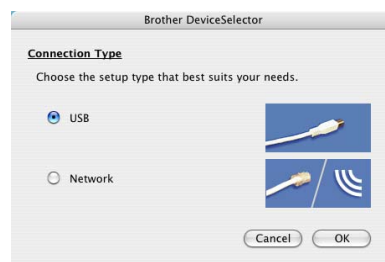 Brother DeviceSelector
Connection Type
Choose the setup type that best suits your needs.
USB
Network
Cancel
OK